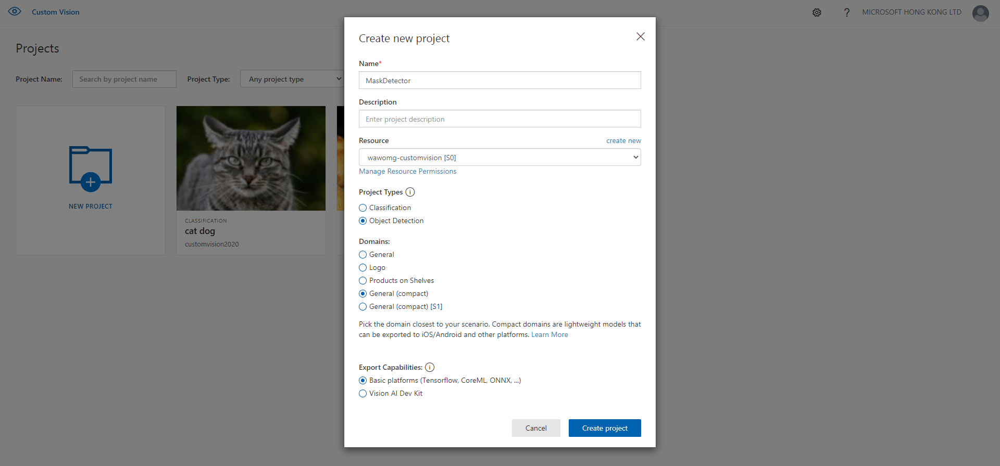 Custom Vision
? MICROSOFT HONG KONG LTD
Projects
Project Name: Search by project name Project Type: Any project type
NEW PROJECT
CLASSIFICATION
cat dog
customvision2020
Create new project
Name*
MaskDetector
Description
Enter project description
Resource create new
wawomg-customvision [S0]
Manage Resource Permissions
Project Types i
Classification
Object Detection
Domains:
General
Logo
Products on Shelves
General (compact)
General (compact) [S1]
Pick the domain closest to your scenario. Compact domains are lightweight models that
can be exported to iOS/Android and other platforms. Learn More
Export Capabilities: i
Basic platforms (Tensorflow, CoreML, ONNX, ...)
Vision AI Dev Kit
Cancel Create project